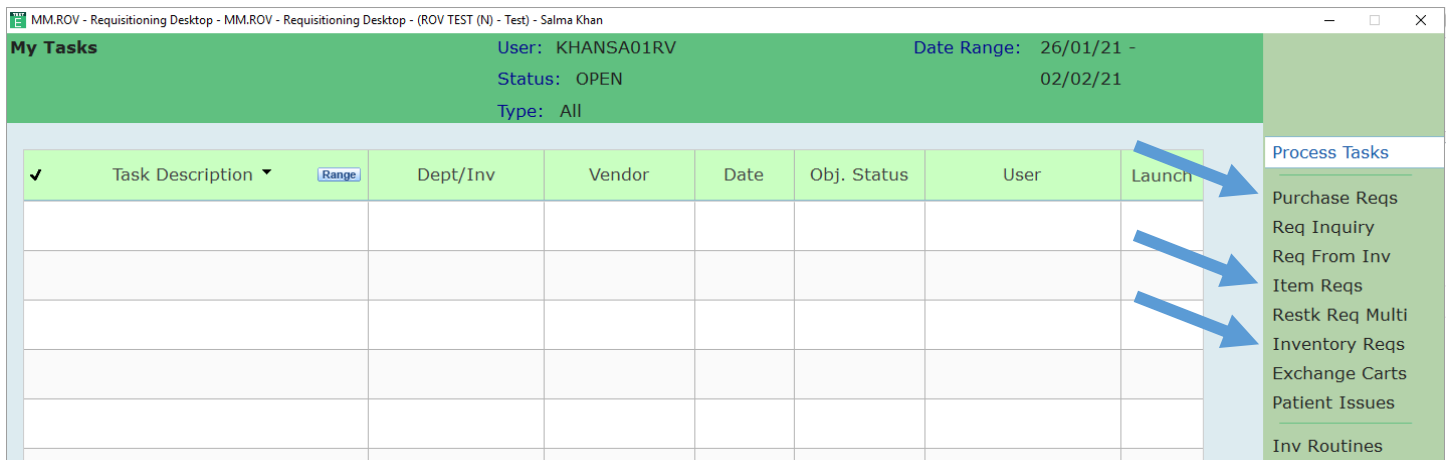 MM.ROV - Requisitioning Desktop - MM.ROV - Requisitioning Desktop - (ROV TEST (N) - Test) - Salma Khan
My Tasks
User: KHANSA01RV
Date Range: 26/01/21 -
Status: OPEN
02/02/21
Type: All
Task Description
Range
Dept/Inv
Vendor
Date
Obj. Status
User
Launch
Process Tasks
Purchase Reqs
Req Inquiry
Req From Inv
Item Reqs
Restk Req Multi
Inventory Reqs
Exchange Carts
Patient Issues
Inv Routines